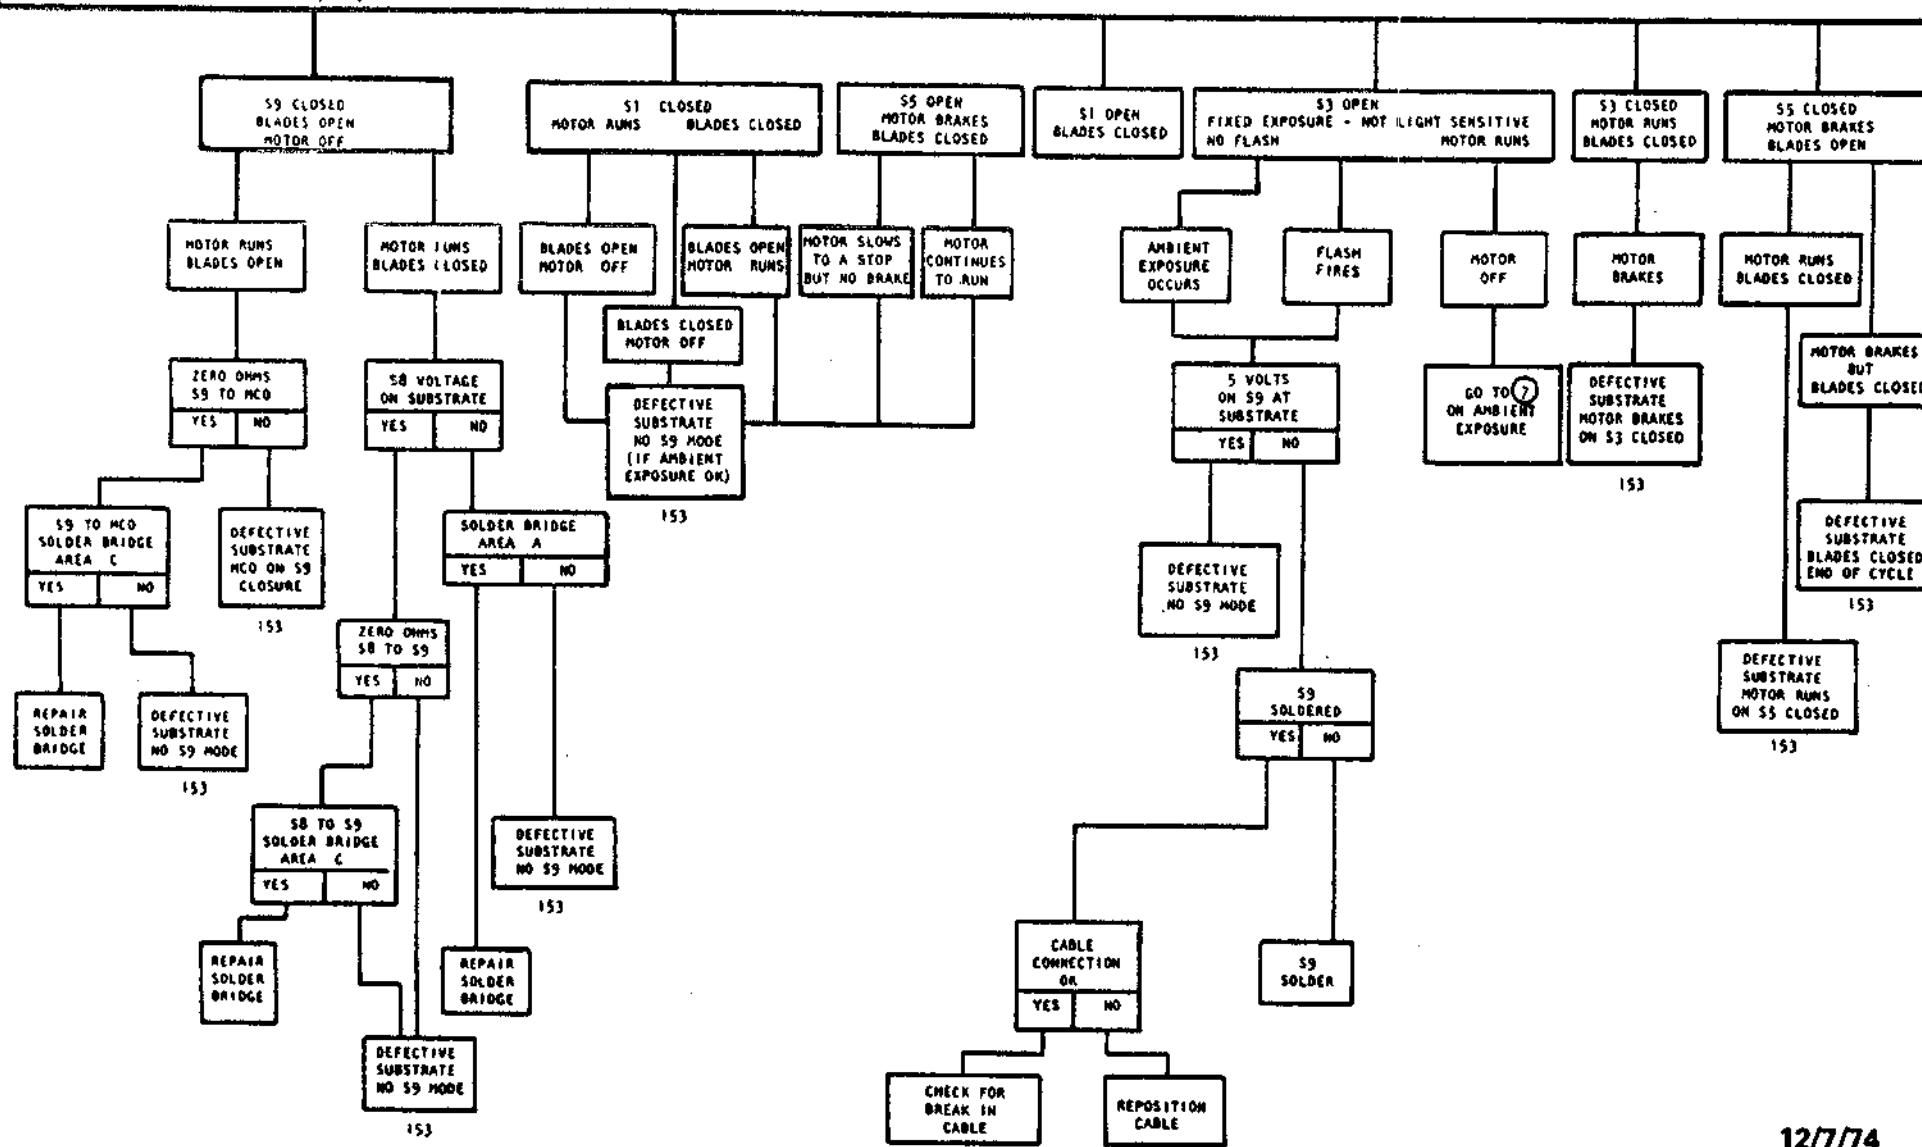 S9 CLOSED
BLADES OPEN
MOTOR OFF
S1 CLOSED
MOTOR RUNS BLADES CLOSED
S5 OPEN
MOTOR BRAKES
BLADES CLOSED
S1 OPEN
BLADES CLOSED
S3 OPEN
FIXED EXPOSURE - NOT LIGHT SENSITIVE
NO FLASH MOTOR RUNS
S3 CLOSED
MOTOR RUNS
BLADES CLOSED
S5 CLOSED
MOTOR BRAKES
BLADES OPEN
MOTOR RUNS
BLADES OPEN
MOTOR RUNS
BLADES CLOSED
BLADES OPEN
MOTOR OFF
BLADES OPEN
MOTOR RUNS
MOTOR SLOWS
TO A STOP
BUT NO BRAKE
MOTOR
CONTINUES
TO RUN
AMBIENT
EXPOSURE
OCCURS
FLASH
FIRES
MOTOR
OFF
MOTOR
BRAKES
MOTOR RUNS
BLADES CLOSED
BLADES CLOSED
MOTOR OFF
MOTOR BRAKES
BUT
BLADES CLOSED
ZERO OHMS
S9 TO MCO
YES NO
S8 VOLTAGE
ON SUBSTRATE
YES NO
DEFECTIVE
SUBSTRATE
NO S9 MODE
(IF AMBIENT
EXPOSURE OK)
153
5 VOLTS
ON S9 AT
SUBSTRATE
YES NO
GO TO 7
ON AMBIENT
EXPOSURE
DEFECTIVE
SUBSTRATE
MOTOR BRAKES
ON S3 CLOSED
153
S9 TO MCO
SOLDER BRIDGE
AREA C
YES NO
DEFECTIVE
SUBSTRATE
MCO ON S9
CLOSURE
153
SOLDER BRIDGE
AREA A
YES NO
DEFECTIVE
SUBSTRATE
NO S9 MODE
153
DEFECTIVE
SUBSTRATE
BLADES CLOSED
END OF CYCLE
153
ZERO OHMS
S8 TO S9
YES NO
S9
SOLDERED
YES NO
DEFECTIVE
SUBSTRATE
MOTOR RUNS
ON S5 CLOSED
153
REPAIR
SOLDER
BRIDGE
DEFECTIVE
SUBSTRATE
NO S9 MODE
153
S8 TO S9
SOLDER BRIDGE
AREA C
YES NO
DEFECTIVE
SUBSTRATE
NO S9 MODE
153
REPAIR
SOLDER
BRIDGE
REPAIR
SOLDER
BRIDGE
CABLE
CONNECTION
OK
YES NO
S9
SOLDER
DEFECTIVE
SUBSTRATE
NO S9 MODE
153
CHECK FOR
BREAK IN
CABLE
REPOSITION
CABLE
12/7/74